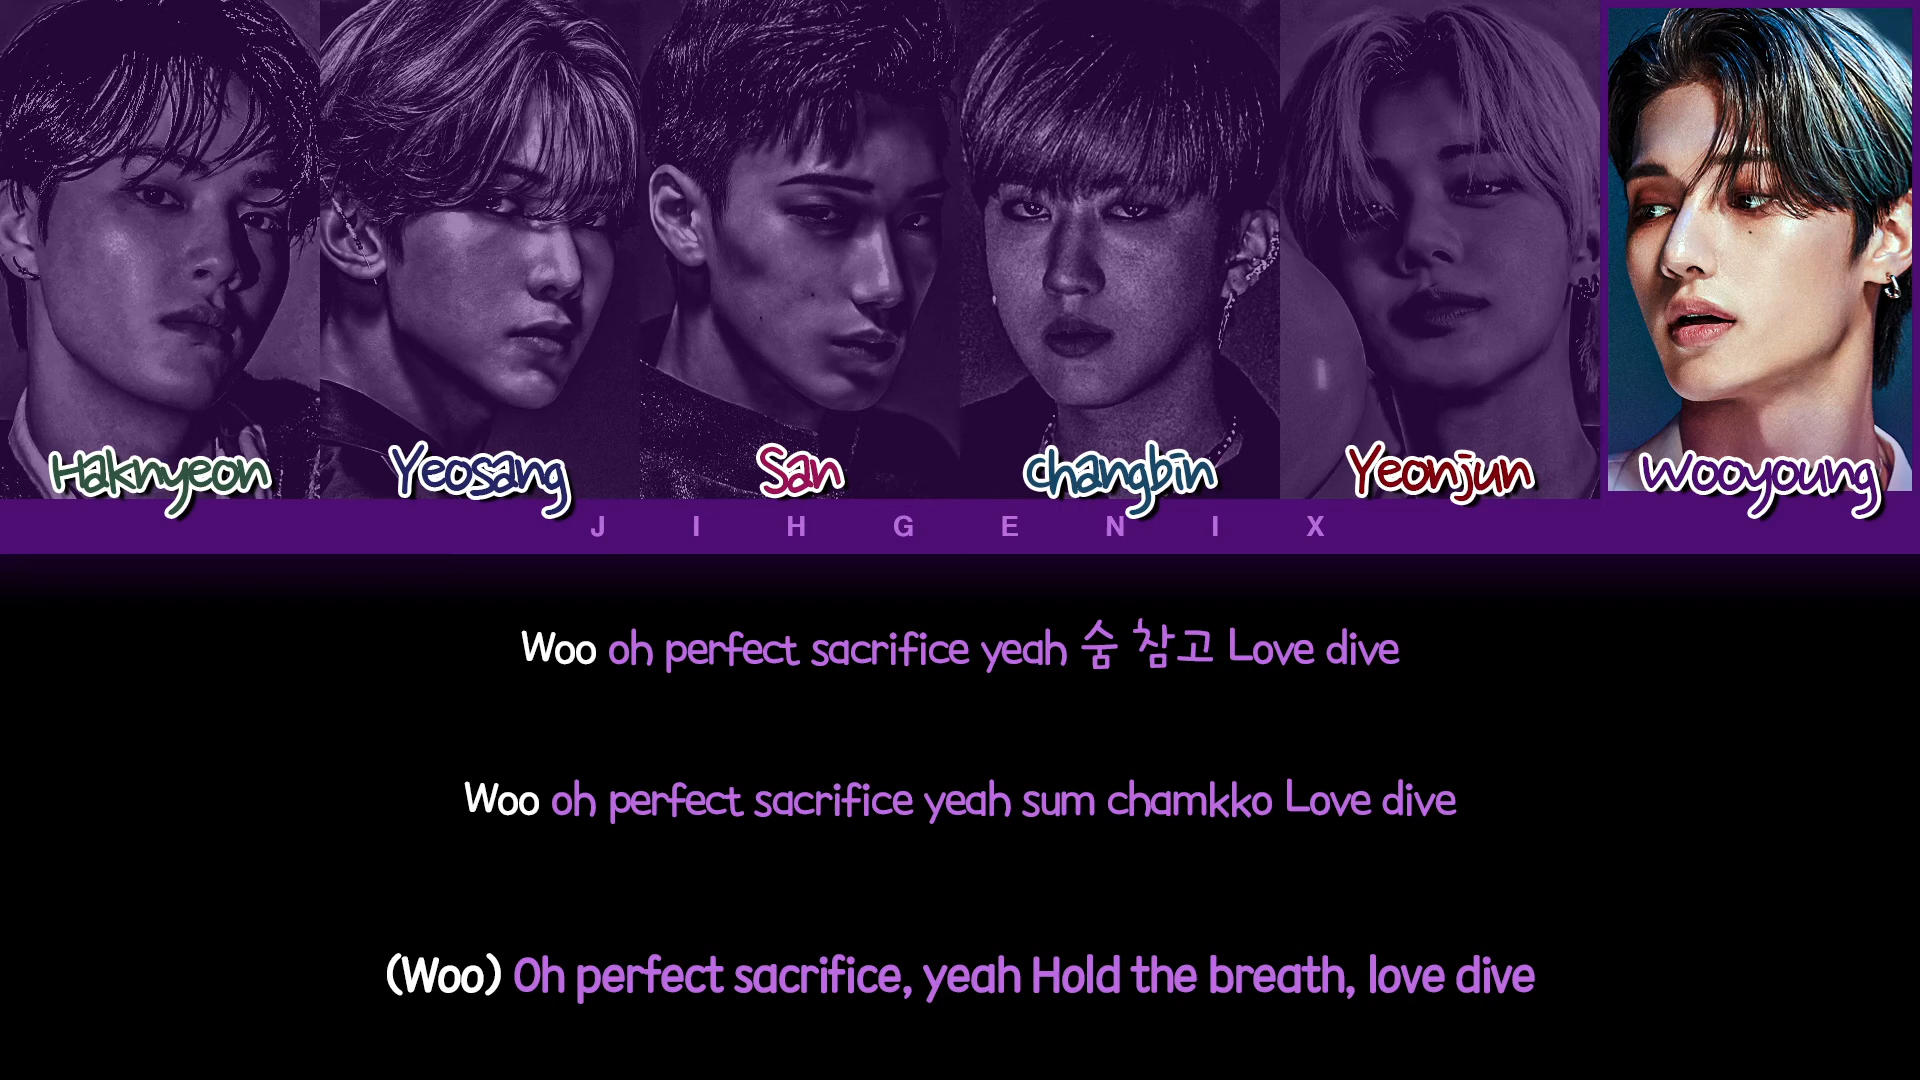 Haknyeon Yeosang San changbin Yeonjun Wooyoung
J I H G E N I X
Woo oh perfect sacrifice yeah 숨 참고 Love dive
Woo oh perfect sacrifice yeah sum chamkko Love dive
(Woo) Oh perfect sacrifice, yeah Hold the breath, love dive